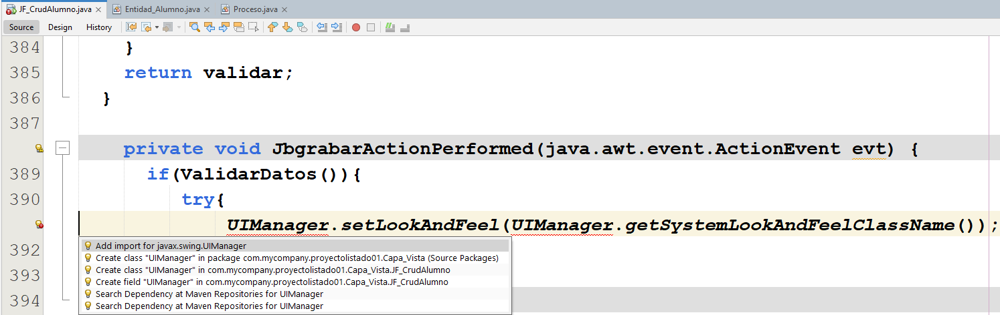 JF_CrudAlumno.java Entidad_Alumno.java Proceso.java
Source Design History
384 }
385 return validar;
386 }
387
private void JbgrabarActionPerformed(java.awt.event.ActionEvent evt) {
389 if(ValidarDatos()){
390 try{
UIManager.setLookAndFeel(UIManager.getSystemLookAndFeelClassName());
Add import for javax.swing.UIManager
392 Create class "UIManager" in package com.mycompany.proyectolistado01.Capa_Vista (Source Packages)
Create class "UIManager" in com.mycompany.proyectolistado01.Capa_Vista.JF_CrudAlumno
393 Create field "UIManager" in com.mycompany.proyectolistado01.Capa_Vista.JF_CrudAlumno
Search Dependency at Maven Repositories for UIManager
394 Search Dependency at Maven Repositories for UIManager